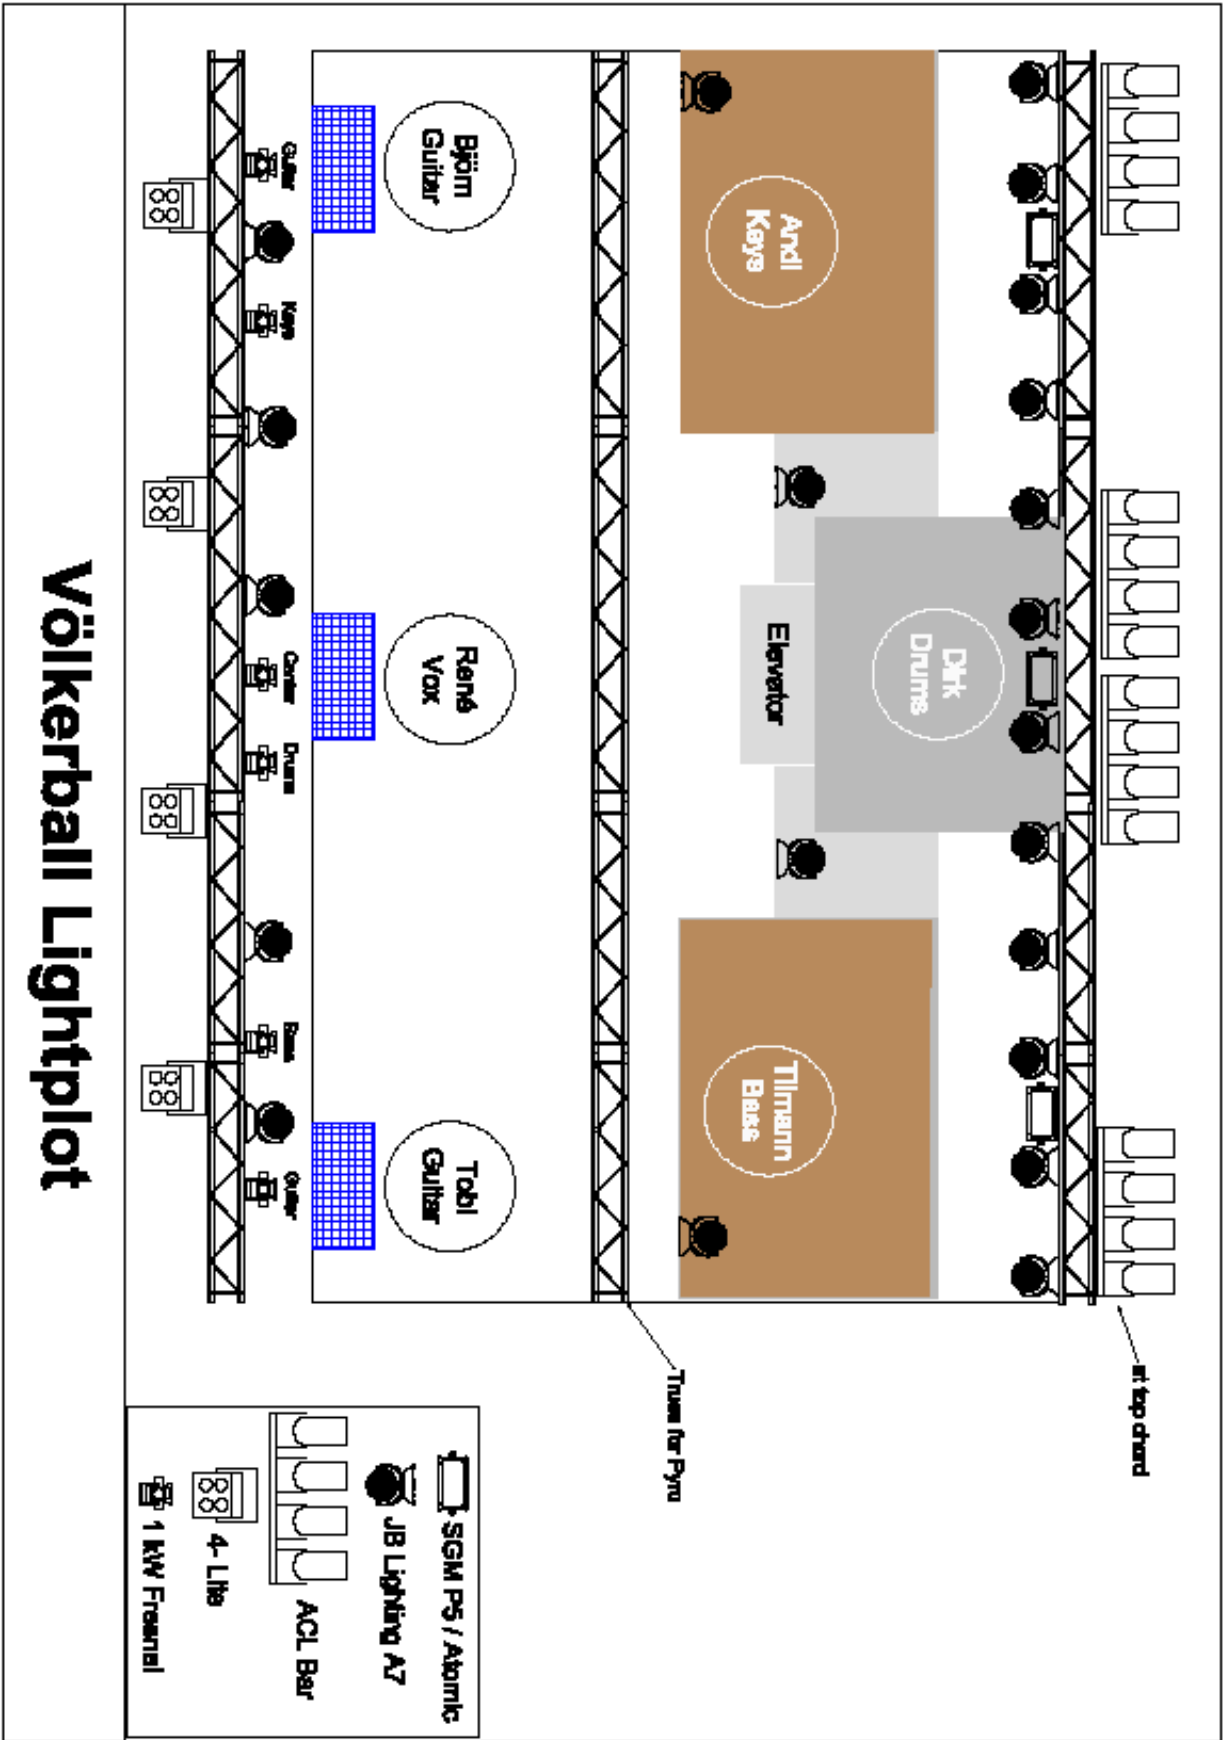 at top chord
Dirk
Drums
Andi
Keys
Elevator
Tilmann
Bass
Truss for Pyro
Björn
Guitar
René
Vox
Tobi
Guitar
Guitar
Keys
Center
Drums
Bass
Guitar
SGM P5 / Atomic
JB Lighting A7
ACL Bar
4- Lite
1 kW Fresnel
Völkerball Lightplot